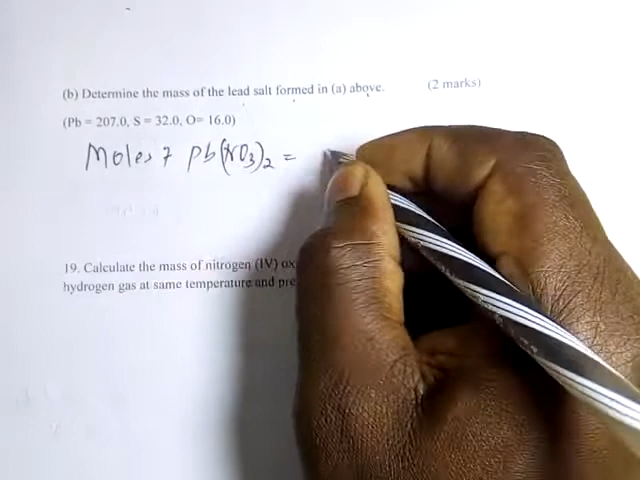 (b) Determine the mass of the lead salt formed in (a) above. (2 marks)
(Pb = 207.0, S = 32.0, O= 16.0)
Moles of Pb(NO3)2 =
19. Calculate the mass of nitrogen (IV) ox
hydrogen gas at same temperature and pre